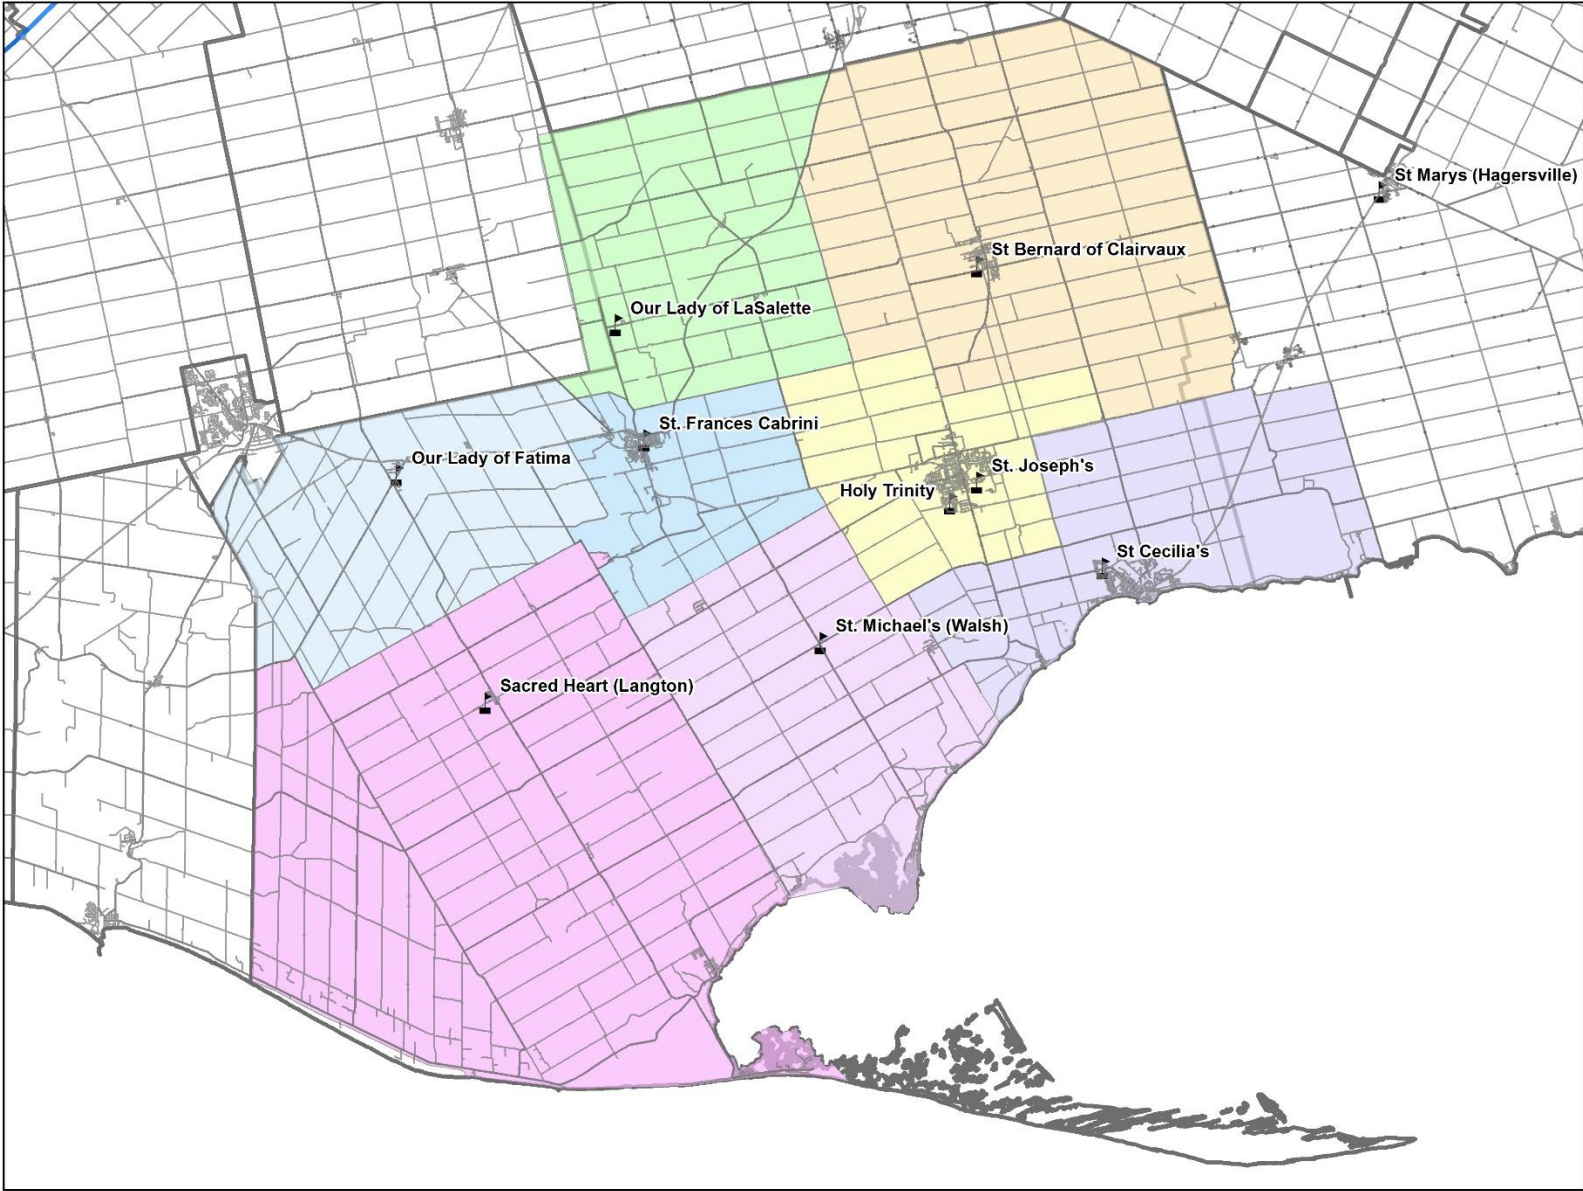 St Marys (Hagersville)
St Bernard of Clairvaux
Our Lady of LaSalette
St. Frances Cabrini
Our Lady of Fatima
St. Joseph's
Holy Trinity
St Cecilia's
St. Michael's (Walsh)
Sacred Heart (Langton)